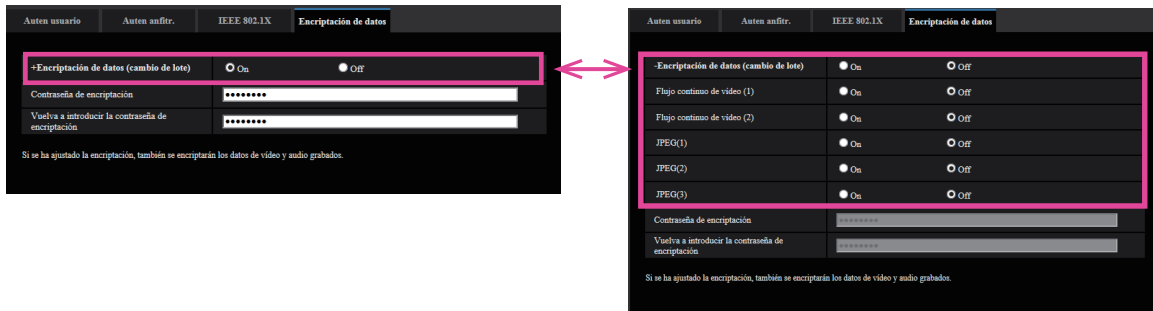 Auten usuario Auten anfitr. IEEE 802.1X Encriptación de datos
+Encriptación de datos (cambio de lote) On Off
Contraseña de encriptación ••••••••
Vuelva a introducir la contraseña de
encriptación ••••••••
Si se ha ajustado la encriptación, también se encriptarán los datos de vídeo y audio grabados.
Auten usuario Auten anfitr. IEEE 802.1X Encriptación de datos
-Encriptación de datos (cambio de lote) On Off
Flujo continuo de vídeo (1) On Off
Flujo continuo de vídeo (2) On Off
JPEG(1) On Off
JPEG(2) On Off
JPEG(3) On Off
Contraseña de encriptación ••••••••
Vuelva a introducir la contraseña de
encriptación ••••••••
Si se ha ajustado la encriptación, también se encriptarán los datos de vídeo y audio grabados.